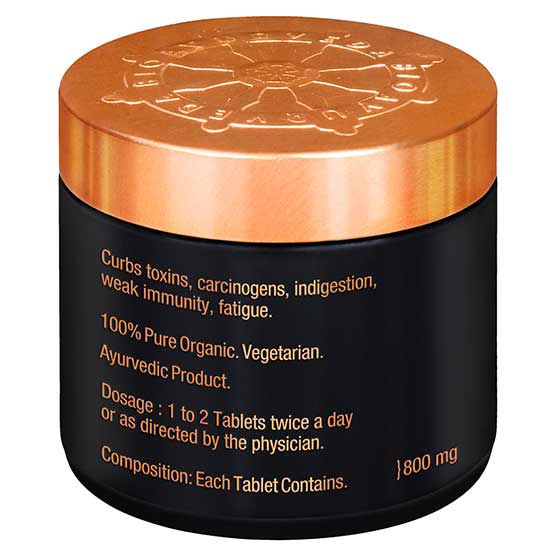 Curbs toxins, carcinogens, indigestion,
weak immunity, fatigue.
100% Pure Organic. Vegetarian.
Ayurvedic Product.
Dosage : 1 to 2 Tablets twice a day
or as directed by the physician.
Composition: Each Tablet Contains. }800 mg